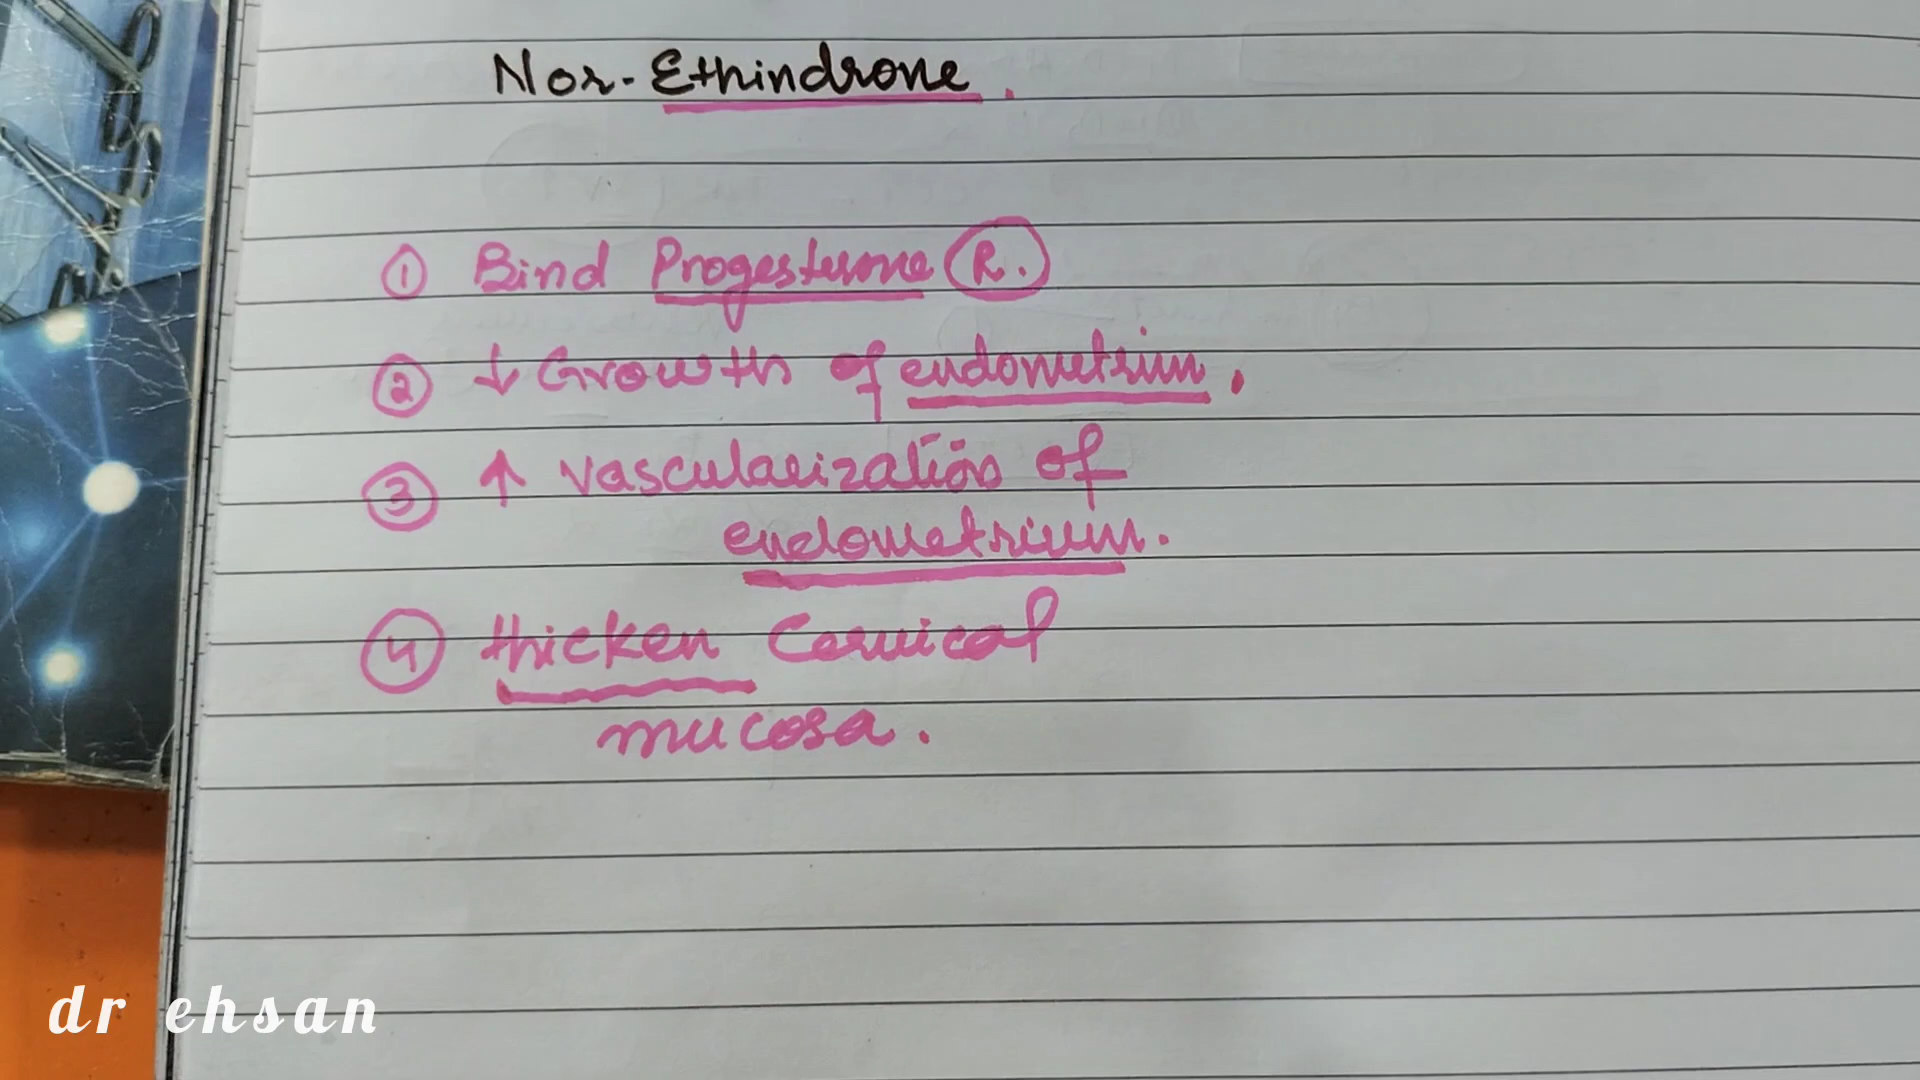 Nor-Ethindrone.
① Bind Progesterone (R.)
② ↓ Growth of endometrium.
③ ↑ vascularization of
endometrium.
④ thicken Cervical
mucosa.
dr ehsan